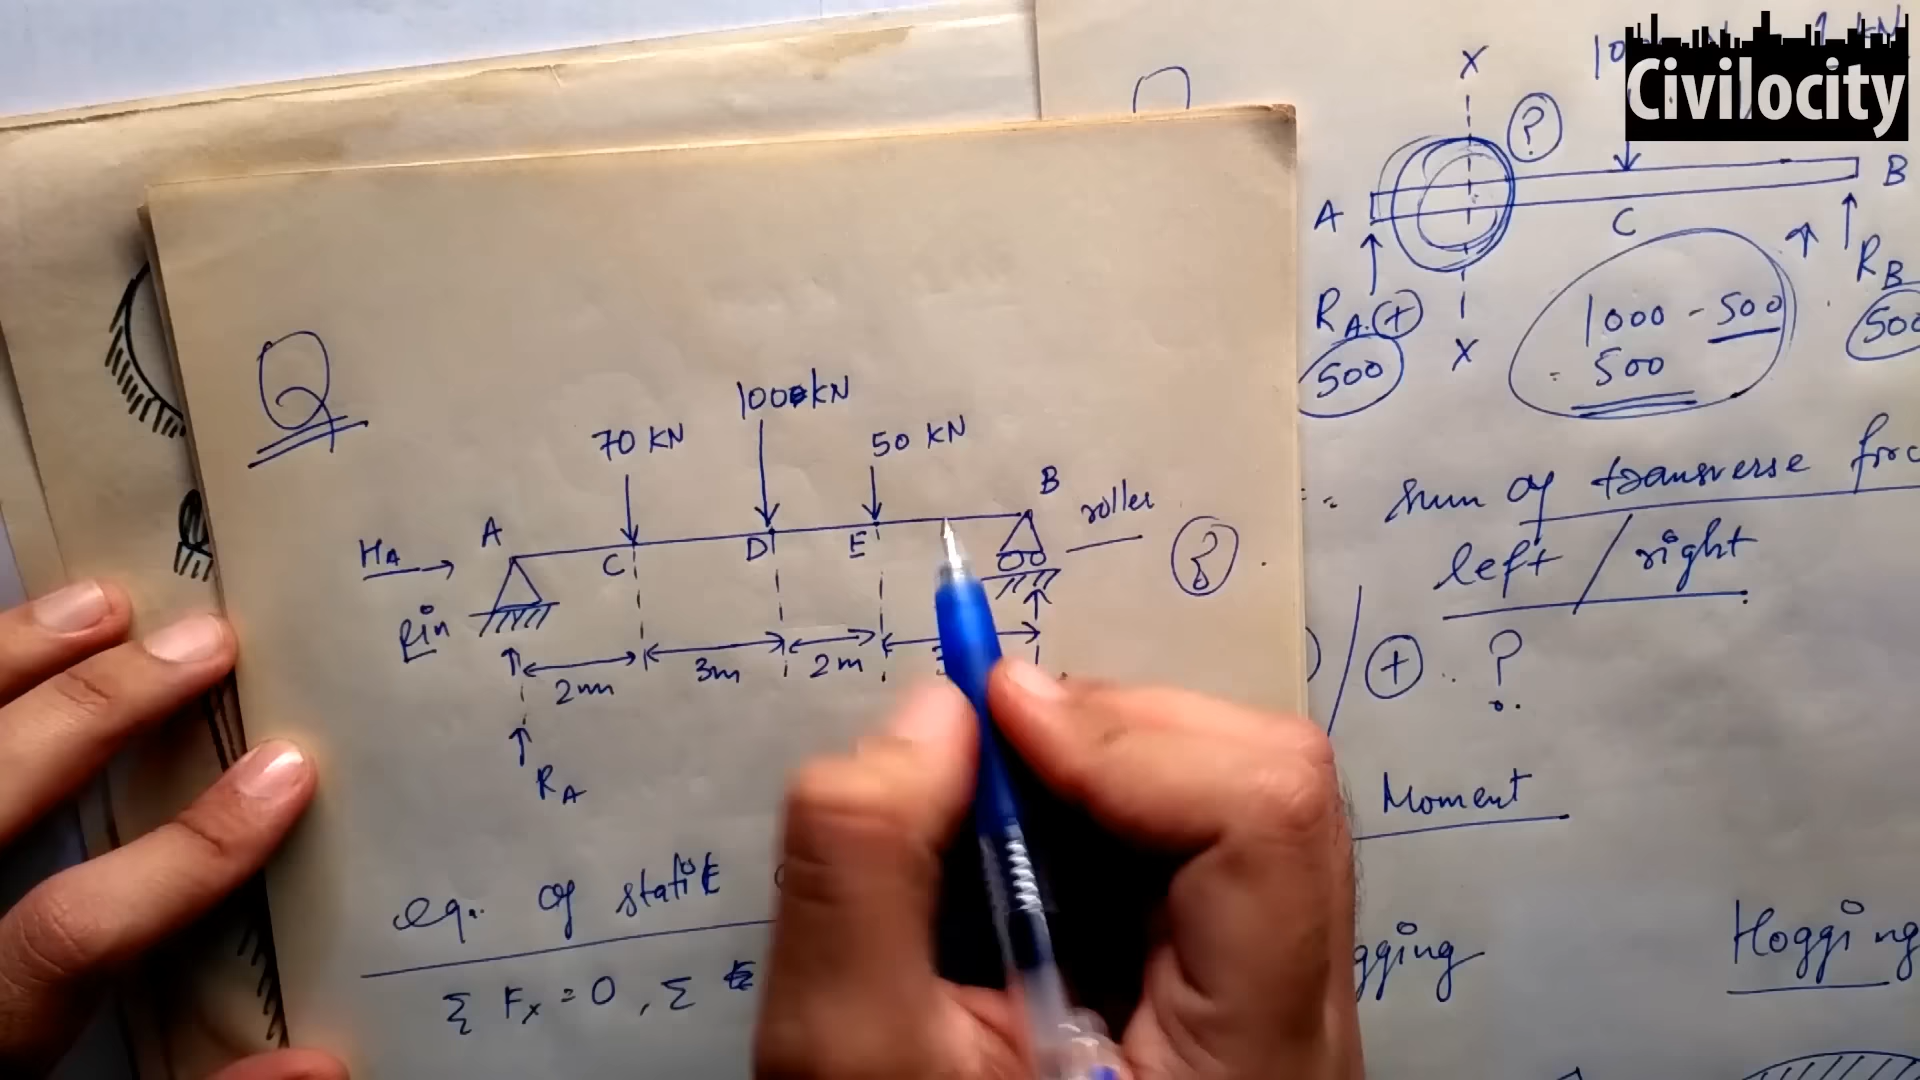 Civilocity
X
?
A
B
C
RA (+)
500
X
1000 - 500
= 500
RB
500
Q
70 KN
100 KN
50 KN
HA
A
C
D
E
B
roller
Pin
2m
3m
2m
RA
eq. of static
Σ Fx = 0, Σ
= sum of transverse
left / right
+ .. ?
Moment
gging
Hogging